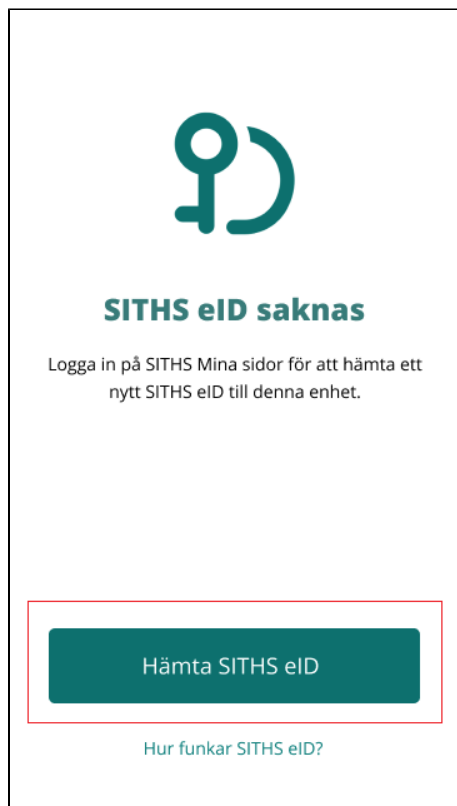 SITHS eID saknas
Logga in på SITHS Mina sidor för att hämta ett
nytt SITHS eID till denna enhet.
Hämta SITHS eID
Hur funkar SITHS eID?